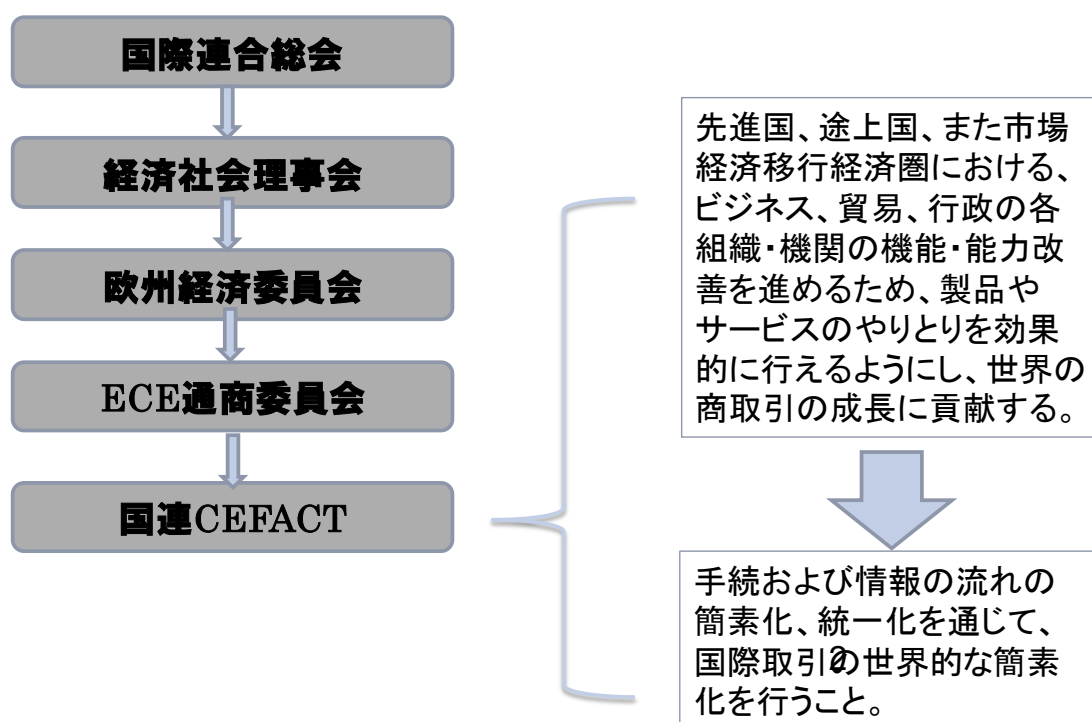 国際連合総会
経済社会理事会
欧州経済委員会
ECE通商委員会
国連CEFACT
先進国、途上国、また市場
経済移行経済圏における、
ビジネス、貿易、行政の各
組織・機関の機能・能力改
善を進めるため、製品や
サービスのやりとりを効果
的に行えるようにし、世界の
商取引の成長に貢献する。
手続および情報の流れの
簡素化、統一化を通じて、
国際取引の世界的な簡素
化を行うこと。
2